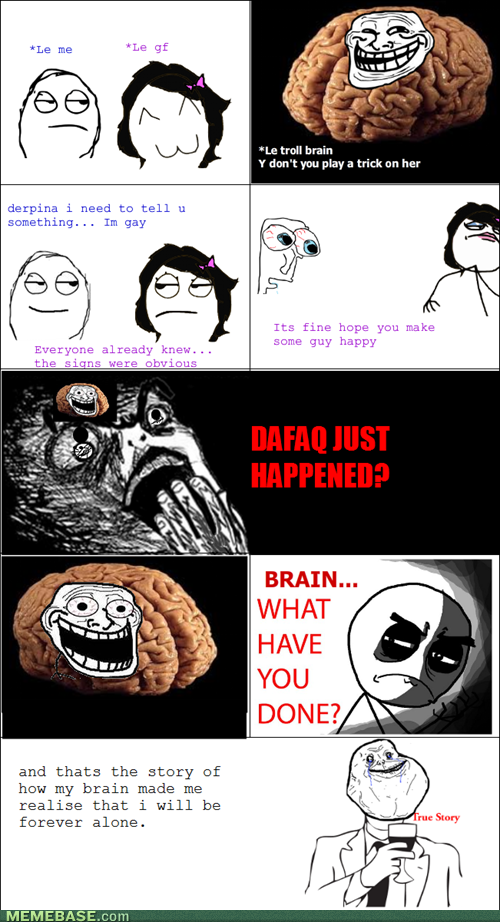 *Le me
*Le gf
*Le troll brain
Y don't you play a trick on her
derpina i need to tell u
something... Im gay
Everyone already knew...
the signs were obvious
Its fine hope you make
some guy happy
DAFAQ JUST
HAPPENED?
BRAIN...
WHAT
HAVE
YOU
DONE?
and thats the story of
how my brain made me
realise that i will be
forever alone.
True Story
MEMEBASE.com